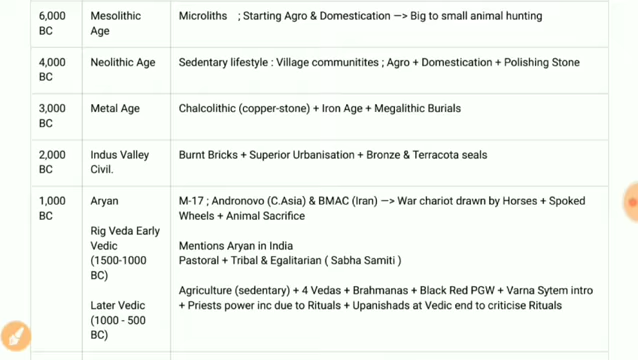 6,000 BC
Mesolithic Age
Microliths ; Starting Agro & Domestication —> Big to small animal hunting
4,000 BC
Neolithic Age
Sedentary lifestyle : Village communitites ; Agro + Domestication + Polishing Stone
3,000 BC
Metal Age
Chalcolithic (copper-stone) + Iron Age + Megalithic Burials
2,000 BC
Indus Valley Civil.
Burnt Bricks + Superior Urbanisation + Bronze & Terracota seals
1,000 BC
Aryan
M-17 ; Andronovo (C.Asia) & BMAC (Iran) —> War chariot drawn by Horses + Spoked
Wheels + Animal Sacrifice
Rig Veda Early
Vedic
(1500-1000
BC)
Mentions Aryan in India
Pastoral + Tribal & Egalitarian ( Sabha Samiti )
Later Vedic
(1000 - 500
BC)
Agriculture (sedentary) + 4 Vedas + Brahmanas + Black Red PGW + Varna Sytem intro
+ Priests power inc due to Rituals + Upanishads at Vedic end to criticise Rituals